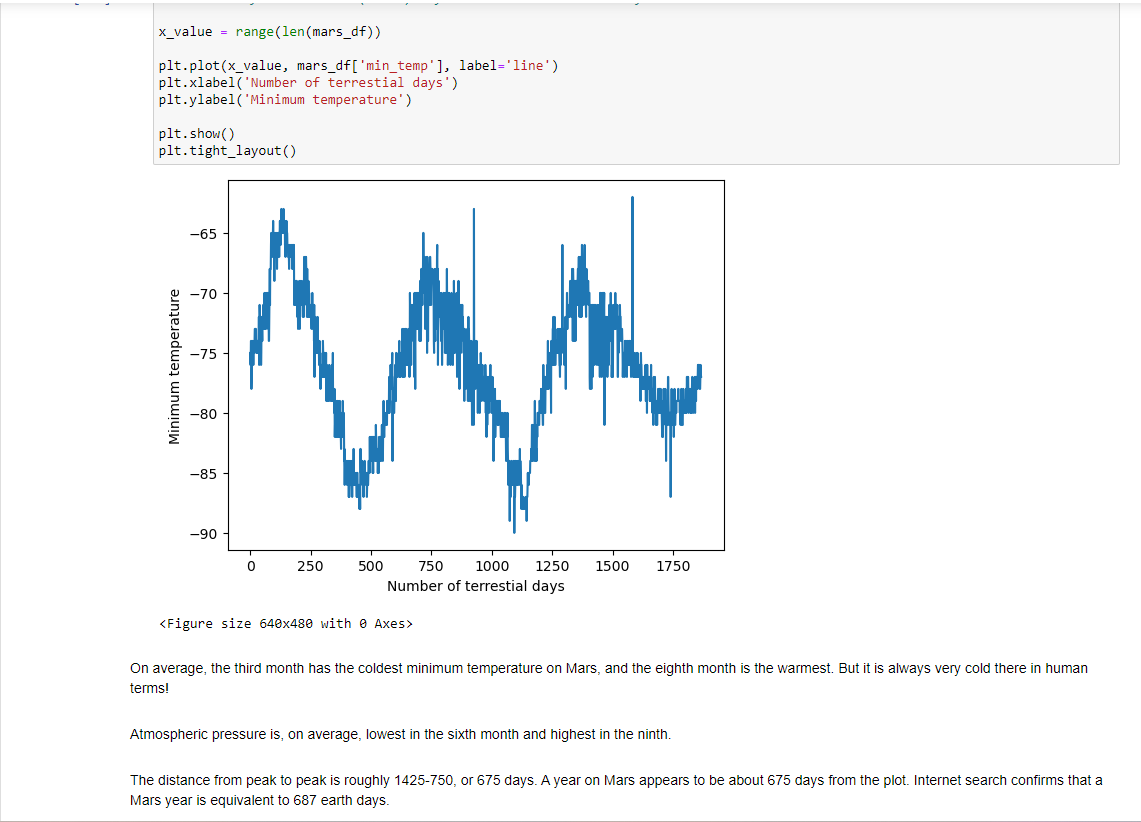 x_value = range(len(mars_df))
plt.plot(x_value, mars_df['min_temp'], label='line')
plt.xlabel('Number of terrestial days')
plt.ylabel('Minimum temperature')
plt.show()
plt.tight_layout()
−65
−70
−75
−80
−85
−90
Minimum temperature
0 250 500 750 1000 1250 1500 1750
Number of terrestial days
<Figure size 640x480 with 0 Axes>
On average, the third month has the coldest minimum temperature on Mars, and the eighth month is the warmest. But it is always very cold there in human
terms!
Atmospheric pressure is, on average, lowest in the sixth month and highest in the ninth.
The distance from peak to peak is roughly 1425-750, or 675 days. A year on Mars appears to be about 675 days from the plot. Internet search confirms that a
Mars year is equivalent to 687 earth days.